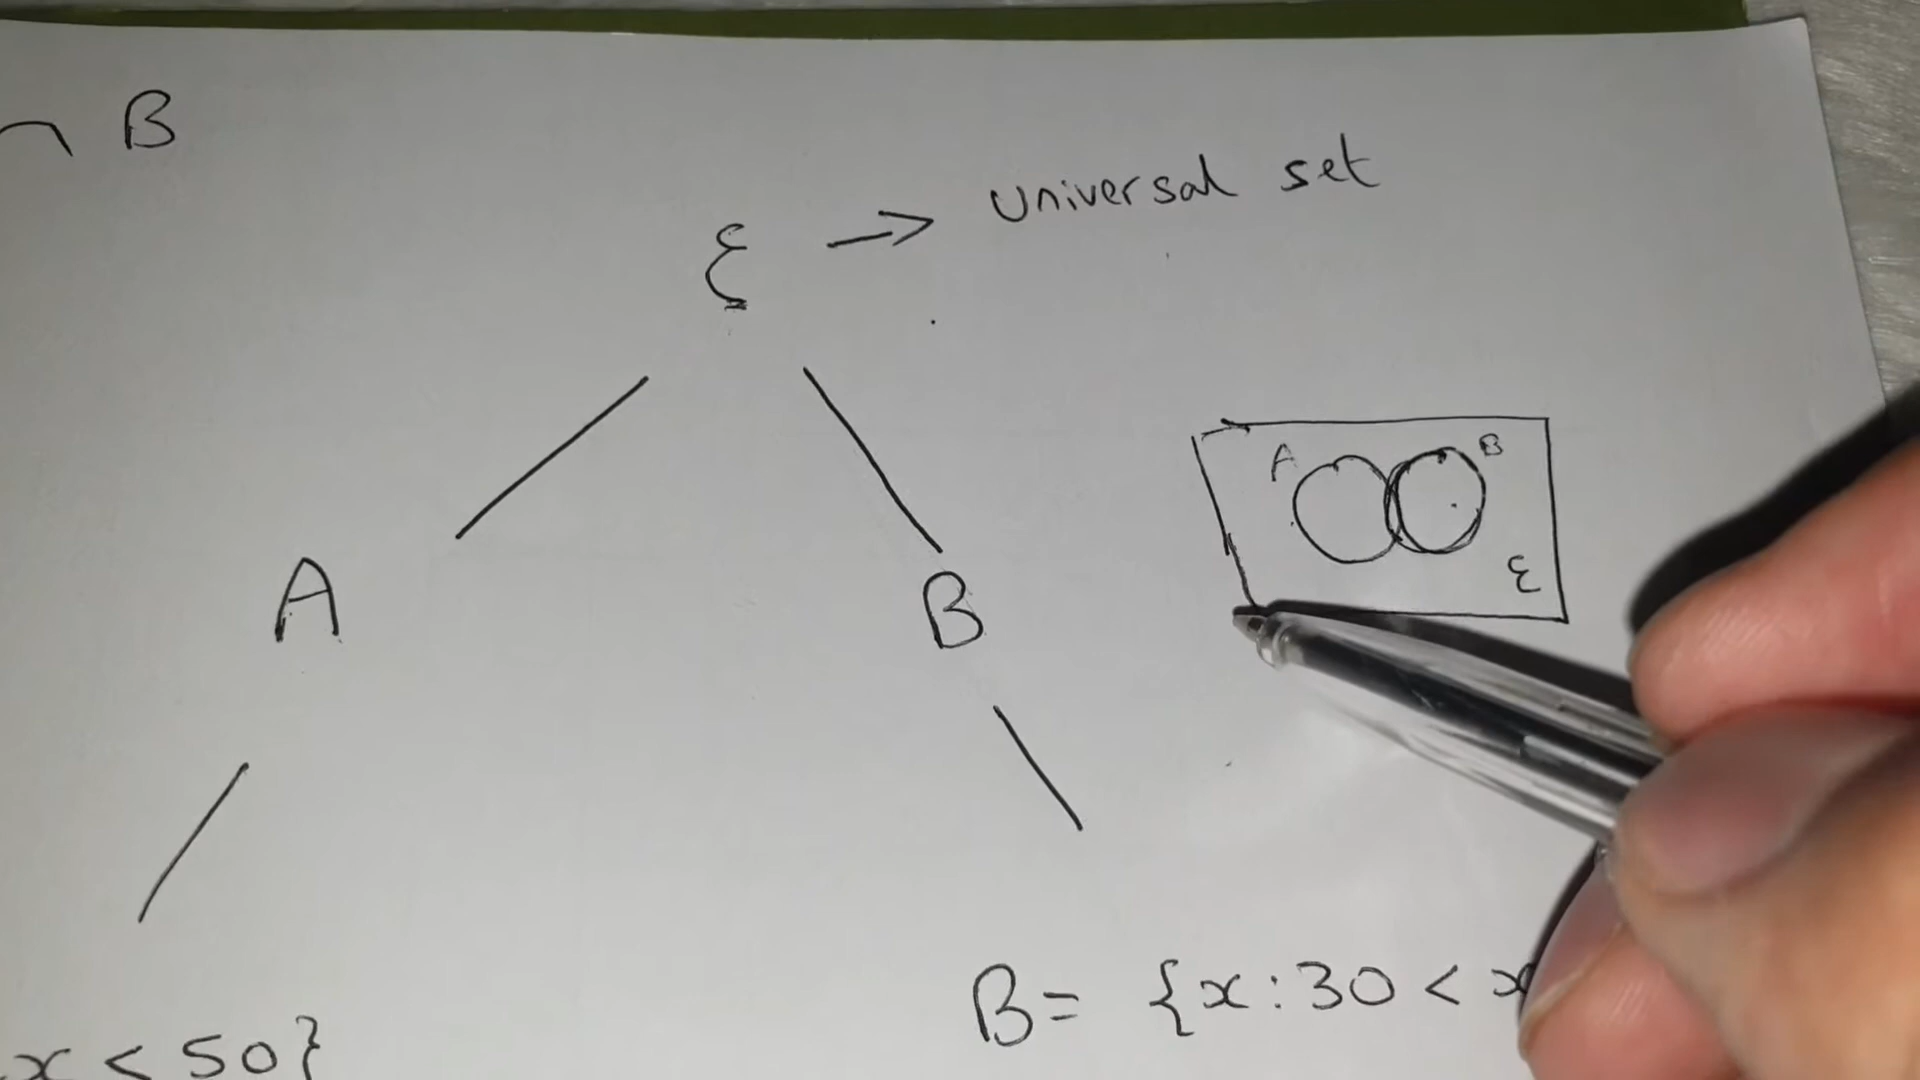 ∩ B
ξ → Universal set
A B
ξ
A B
B = {x : 30 < x
x < 50}